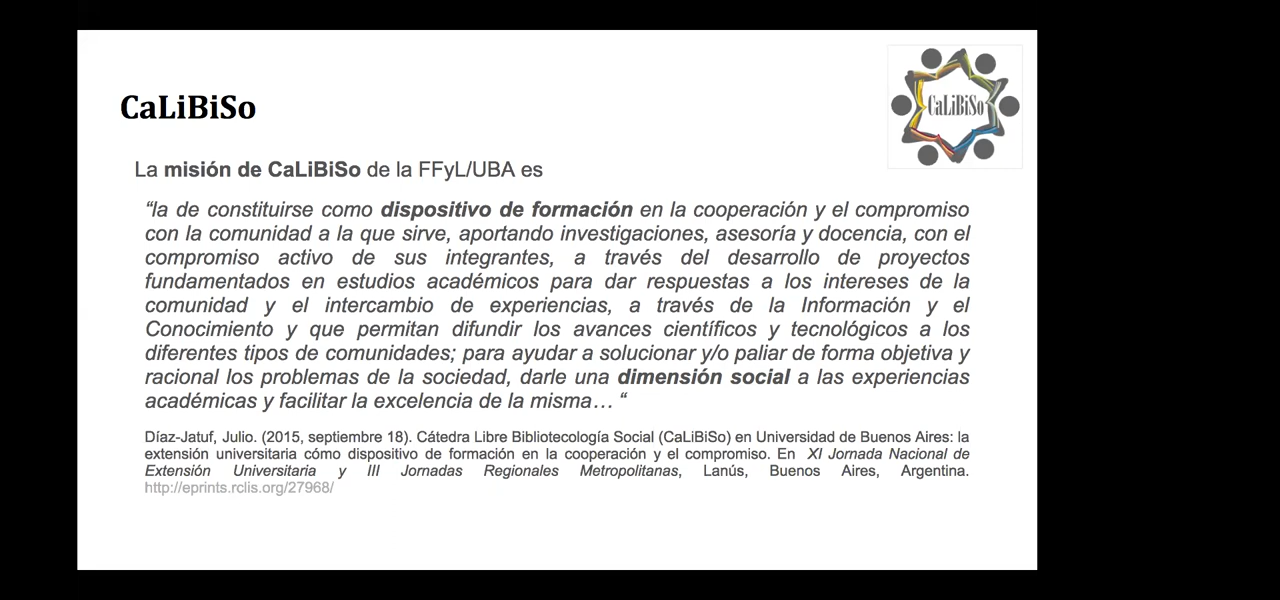 CaLiBiSo
CaLiBiSo
La misión de CaLiBiSo de la FFyL/UBA es
“la de constituirse como dispositivo de formación en la cooperación y el compromiso
con la comunidad a la que sirve, aportando investigaciones, asesoría y docencia, con el
compromiso activo de sus integrantes, a través del desarrollo de proyectos
fundamentados en estudios académicos para dar respuestas a los intereses de la
comunidad y el intercambio de experiencias, a través de la Información y el
Conocimiento y que permitan difundir los avances científicos y tecnológicos a los
diferentes tipos de comunidades; para ayudar a solucionar y/o paliar de forma objetiva y
racional los problemas de la sociedad, darle una dimensión social a las experiencias
académicas y facilitar la excelencia de la misma… “
Díaz-Jatuf, Julio. (2015, septiembre 18). Cátedra Libre Bibliotecología Social (CaLiBiSo) en Universidad de Buenos Aires: la
extensión universitaria cómo dispositivo de formación en la cooperación y el compromiso. En XI Jornada Nacional de
Extensión Universitaria y III Jornadas Regionales Metropolitanas, Lanús, Buenos Aires, Argentina.
http://eprints.rclis.org/27968/